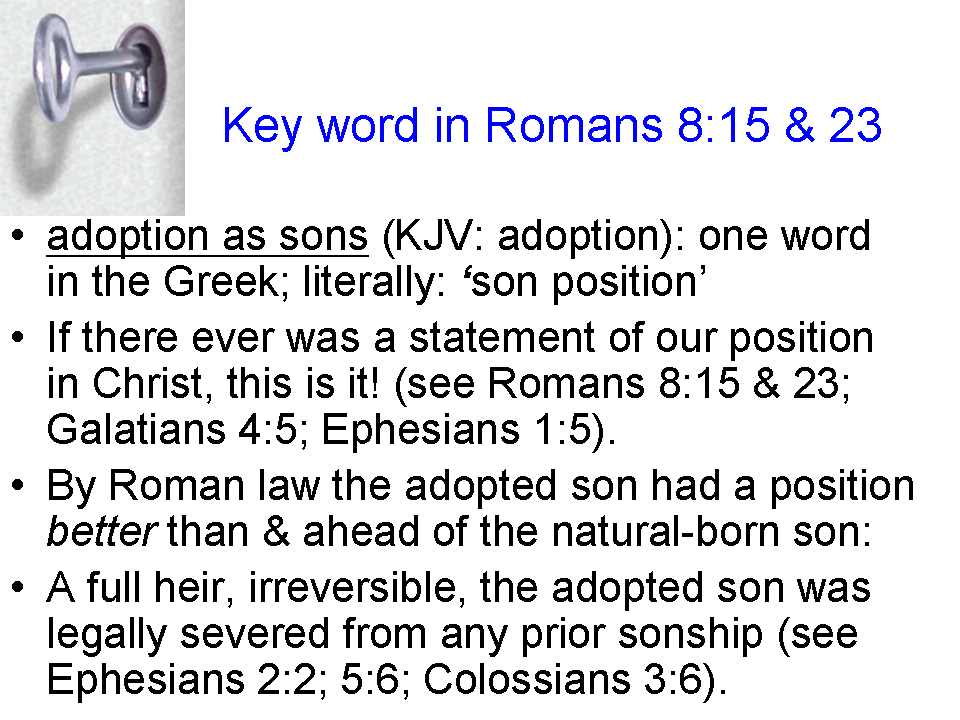 Key word in Romans 8:15 & 23
• adoption as sons (KJV: adoption): one word
in the Greek; literally: ‘son position’
• If there ever was a statement of our position
in Christ, this is it! (see Romans 8:15 & 23;
Galatians 4:5; Ephesians 1:5).
• By Roman law the adopted son had a position
better than & ahead of the natural-born son:
• A full heir, irreversible, the adopted son was
legally severed from any prior sonship (see
Ephesians 2:2; 5:6; Colossians 3:6).